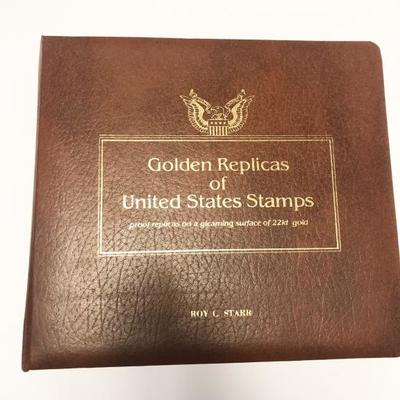 Golden Replicas
of
United States Stamps
proof replicas on a gleaming surface of 22kt gold
ROY C. STARR